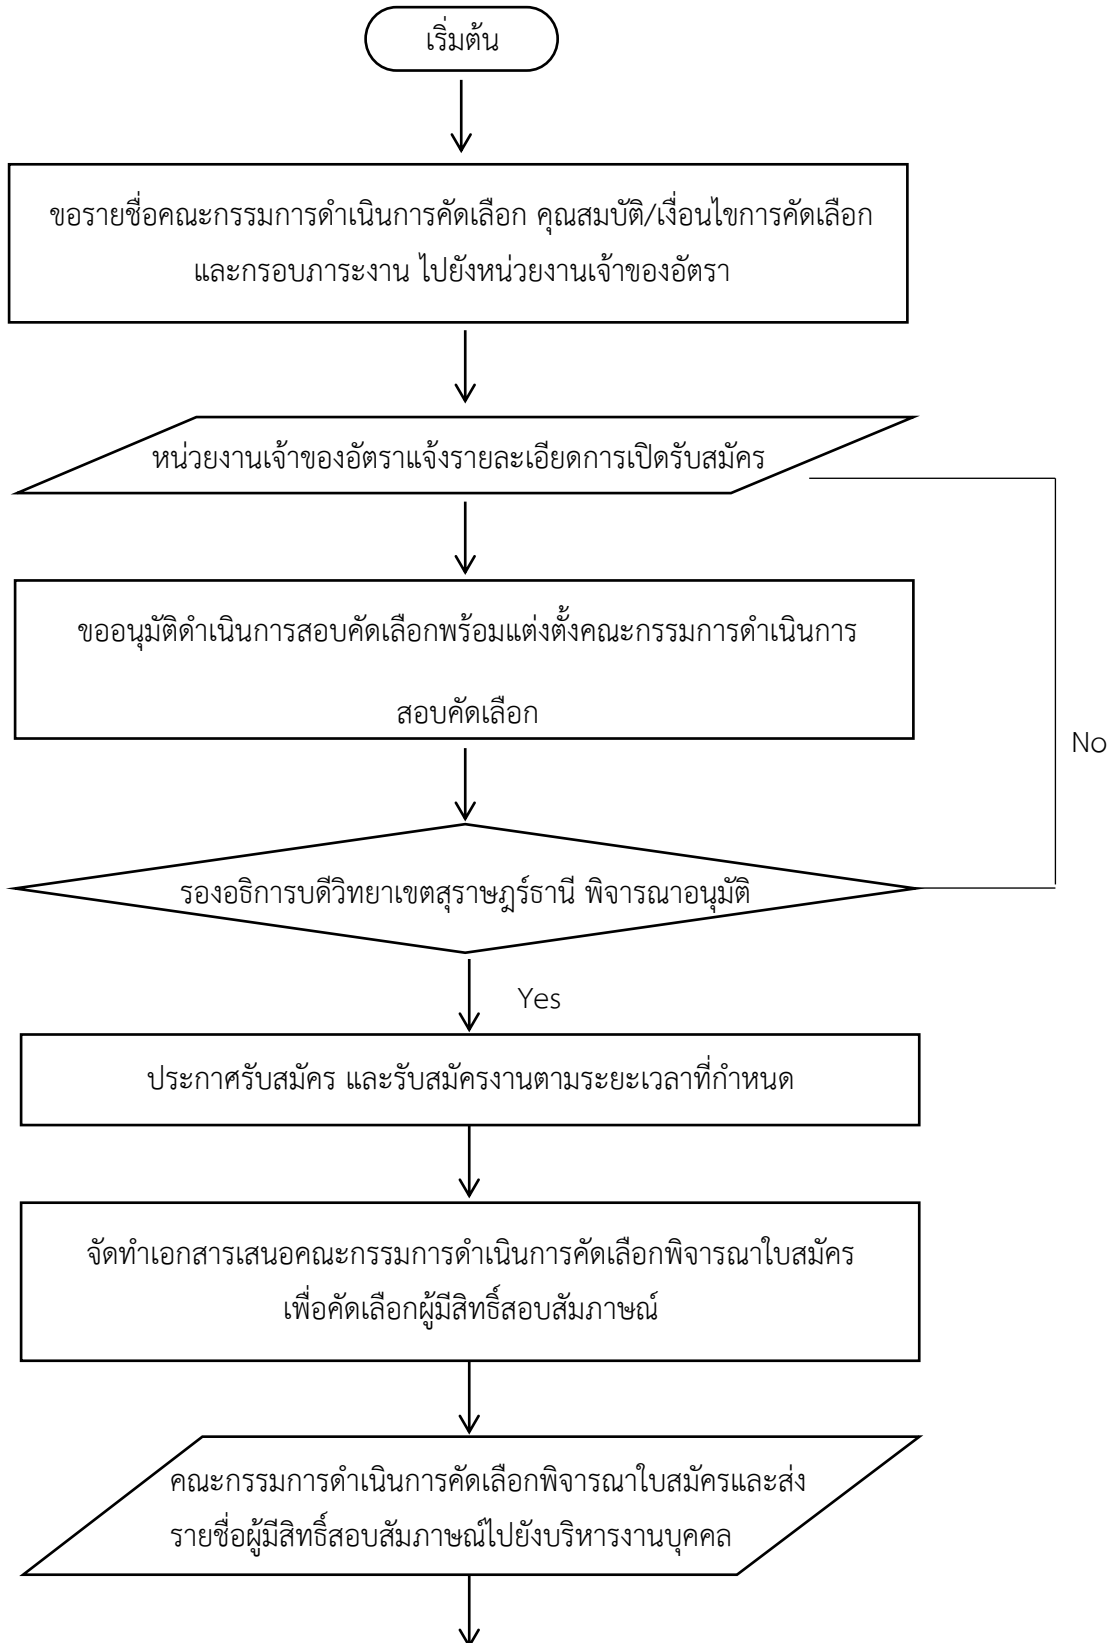 เริ่มต้น
ขอรายชื่อคณะกรรมการดำเนินการคัดเลือก คุณสมบัติ/เงื่อนไขการคัดเลือก
และกรอบภาระงาน ไปยังหน่วยงานเจ้าของอัตรา
หน่วยงานเจ้าของอัตราแจ้งรายละเอียดการเปิดรับสมัคร
ขออนุมัติดำเนินการสอบคัดเลือกพร้อมแต่งตั้งคณะกรรมการดำเนินการ
สอบคัดเลือก
No
รองอธิการบดีวิทยาเขตสุราษฎร์ธานี พิจารณาอนุมัติ
Yes
ประกาศรับสมัคร และรับสมัครงานตามระยะเวลาที่กำหนด
จัดทำเอกสารเสนอคณะกรรมการดำเนินการคัดเลือกพิจารณาใบสมัคร
เพื่อคัดเลือกผู้มีสิทธิ์สอบสัมภาษณ์
คณะกรรมการดำเนินการคัดเลือกพิจารณาใบสมัครและส่ง
รายชื่อผู้มีสิทธิ์สอบสัมภาษณ์ไปยังบริหารงานบุคคล